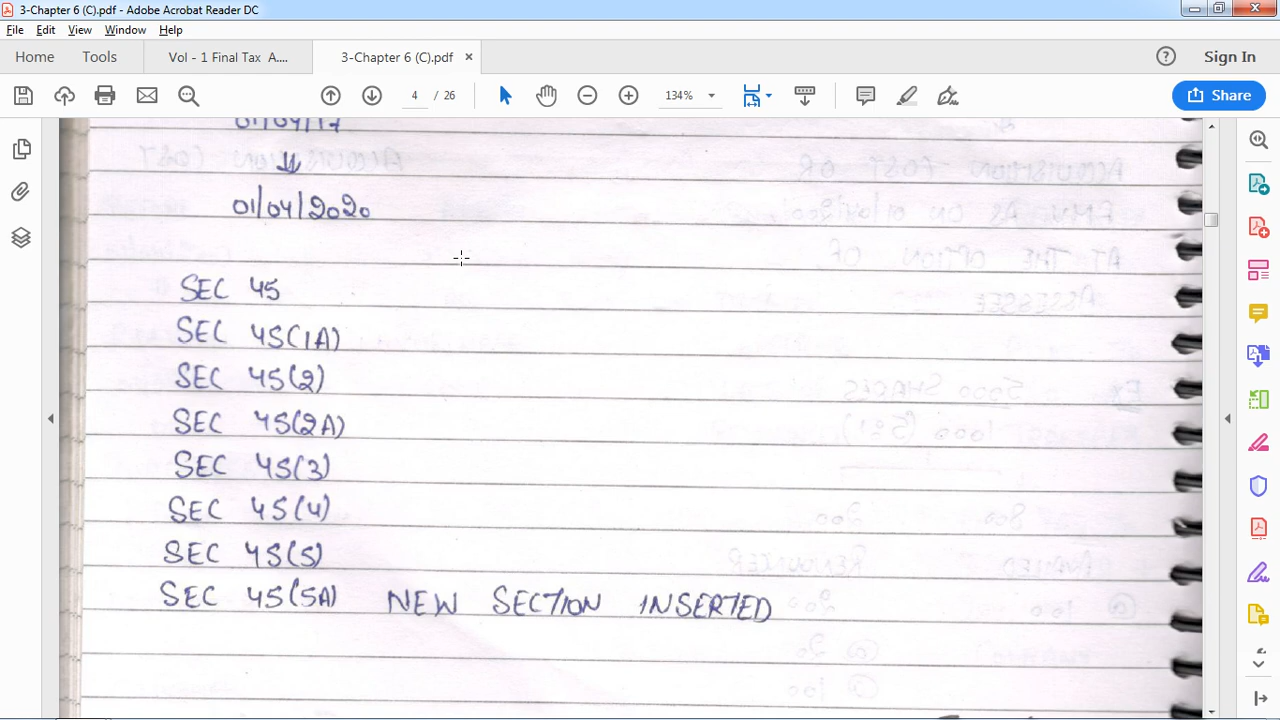 3-Chapter 6 (C).pdf - Adobe Acrobat Reader DC
File Edit View Window Help
Home Tools Vol - 1 Final Tax A.... 3-Chapter 6 (C).pdf × Sign In
4 / 26 134% Share
01/04/17
01/04/2020
SEC 45
SEC 45(1A)
SEC 45(2)
SEC 45(2A)
SEC 45(3)
SEC 45(4)
SEC 45(5)
SEC 45(5A) NEW SECTION INSERTED